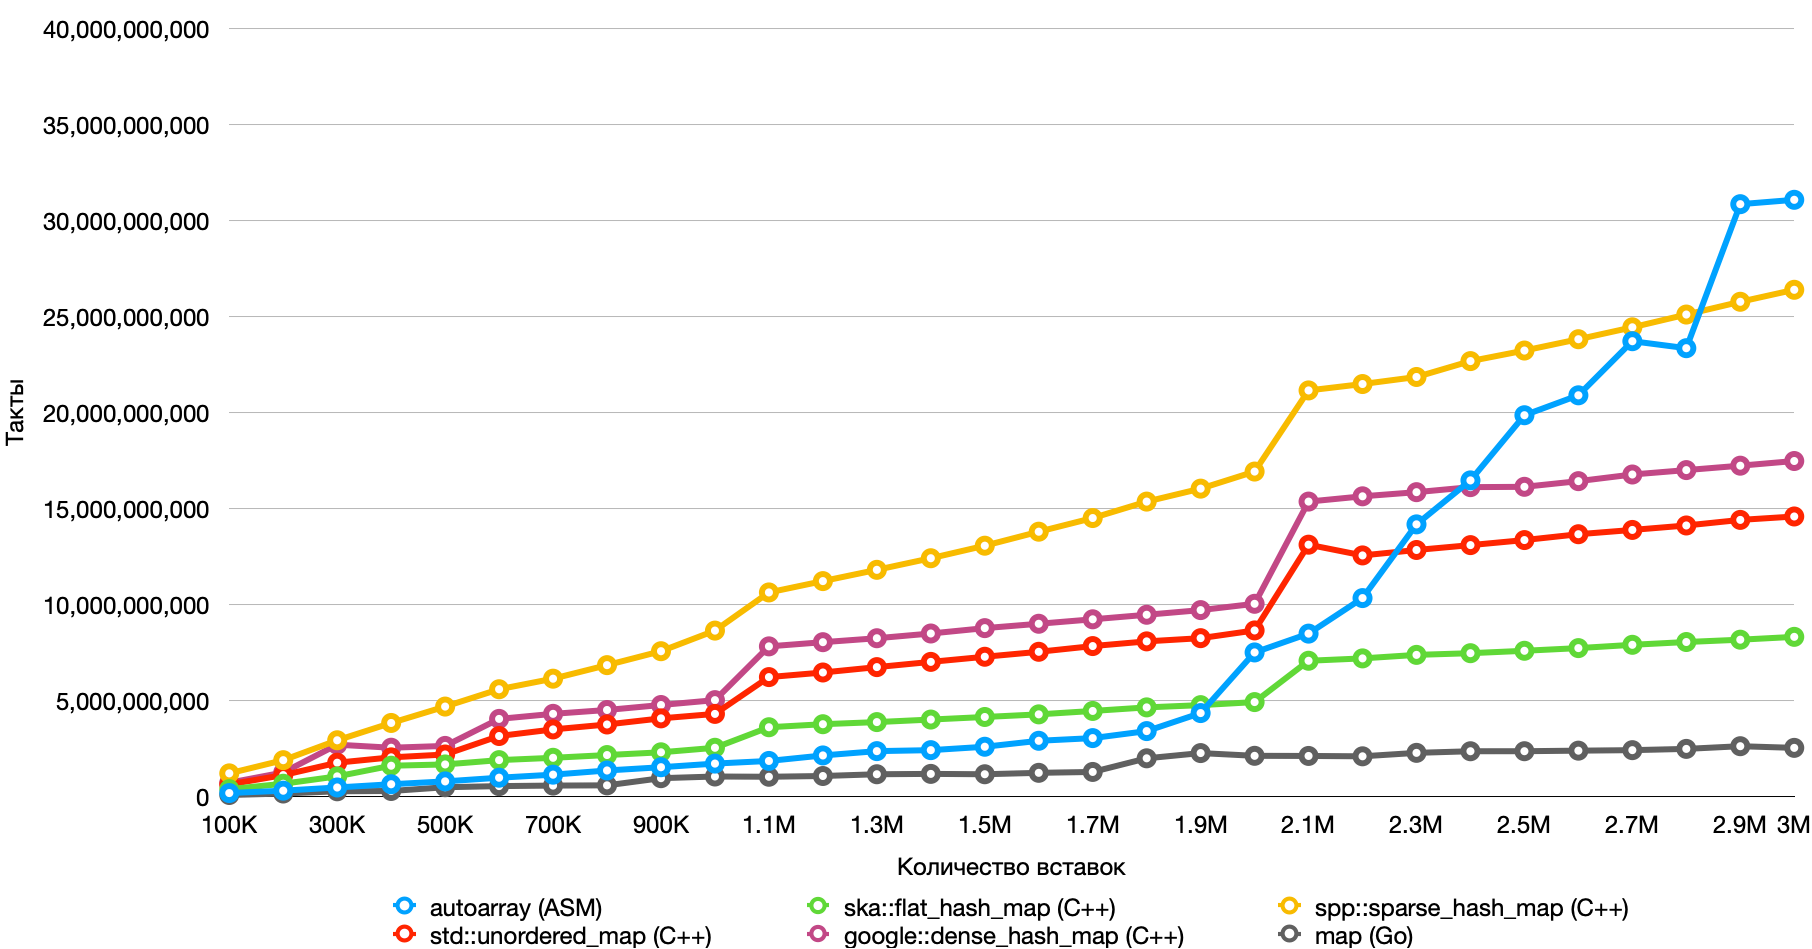 40,000,000,000
35,000,000,000
30,000,000,000
25,000,000,000
20,000,000,000
15,000,000,000
10,000,000,000
5,000,000,000
0
Такты
100K 300K 500K 700K 900K 1.1M 1.3M 1.5M 1.7M 1.9M 2.1M 2.3M 2.5M 2.7M 2.9M 3M
Количество вставок
autoarray (ASM) ska::flat_hash_map (C++) spp::sparse_hash_map (C++)
std::unordered_map (C++) google::dense_hash_map (C++) map (Go)